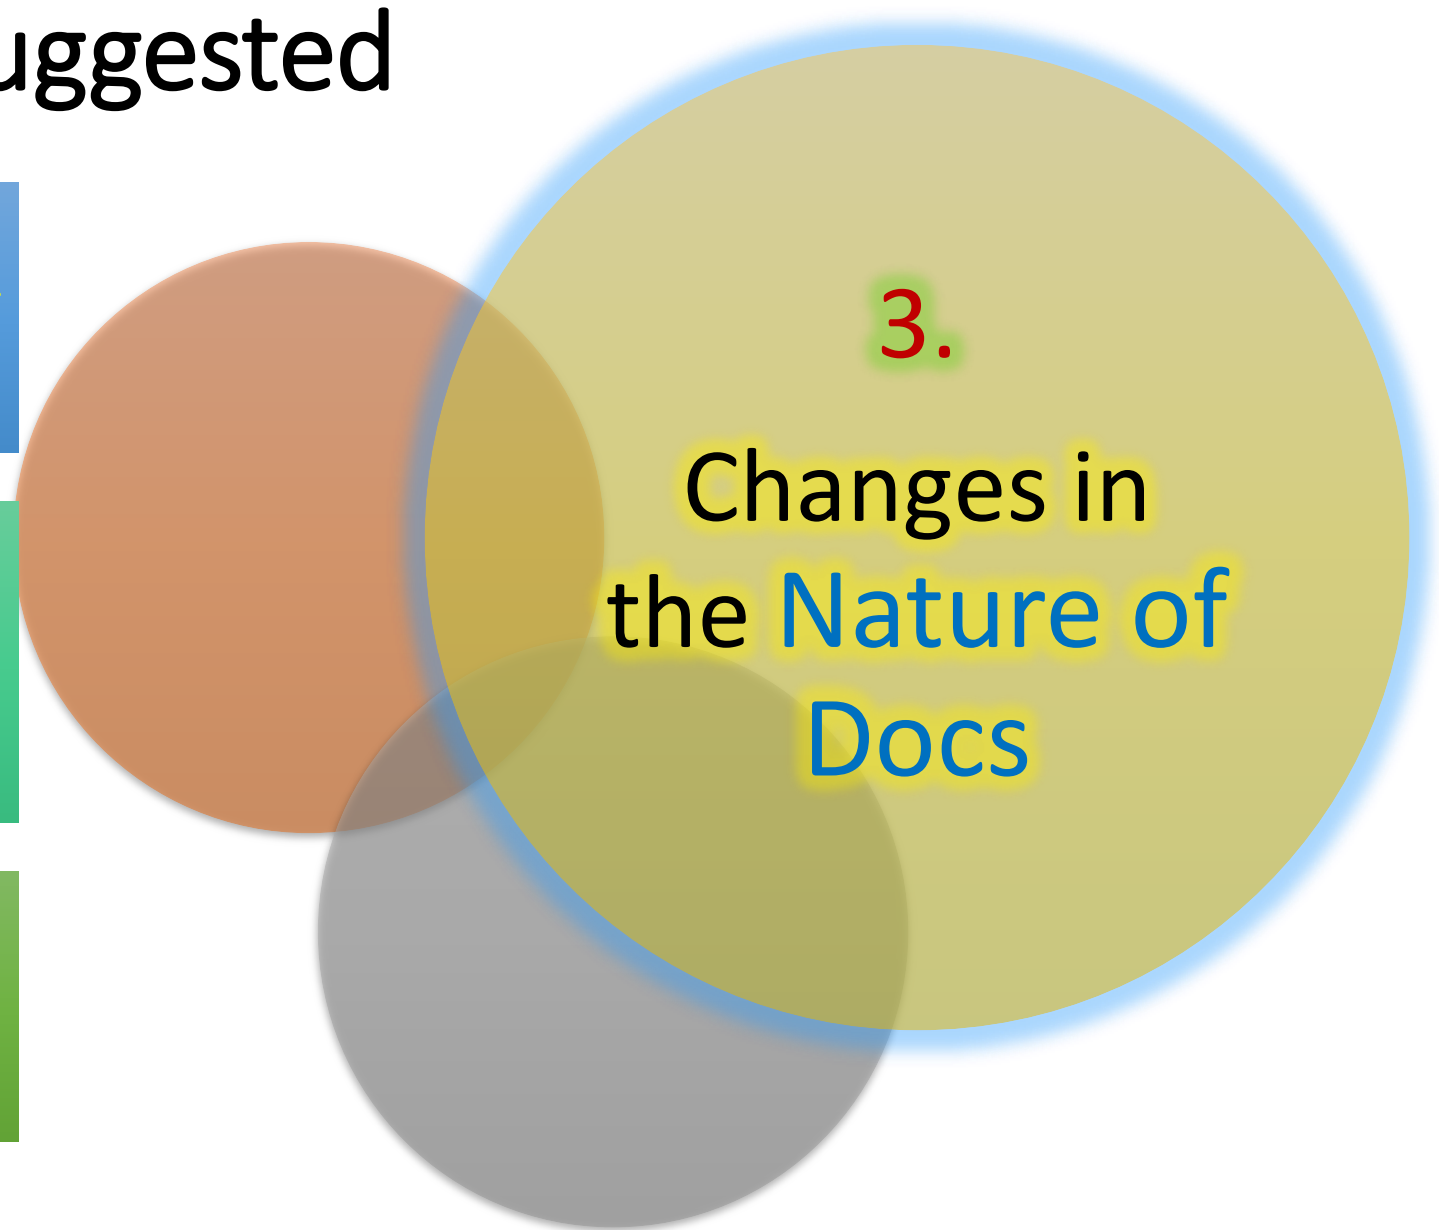 uggested
3.
Changes in
the Nature of
Docs